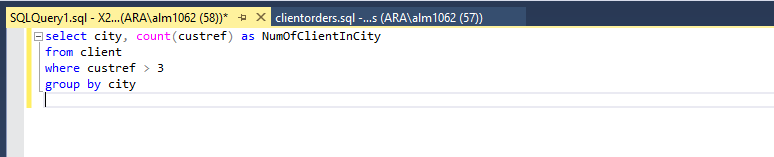 SQLQuery1.sql - X2...(ARA\alm1062 (58))* clientorders.sql -...s (ARA\alm1062 (57))
select city, count(custref) as NumOfClientInCity
from client
where custref > 3
group by city